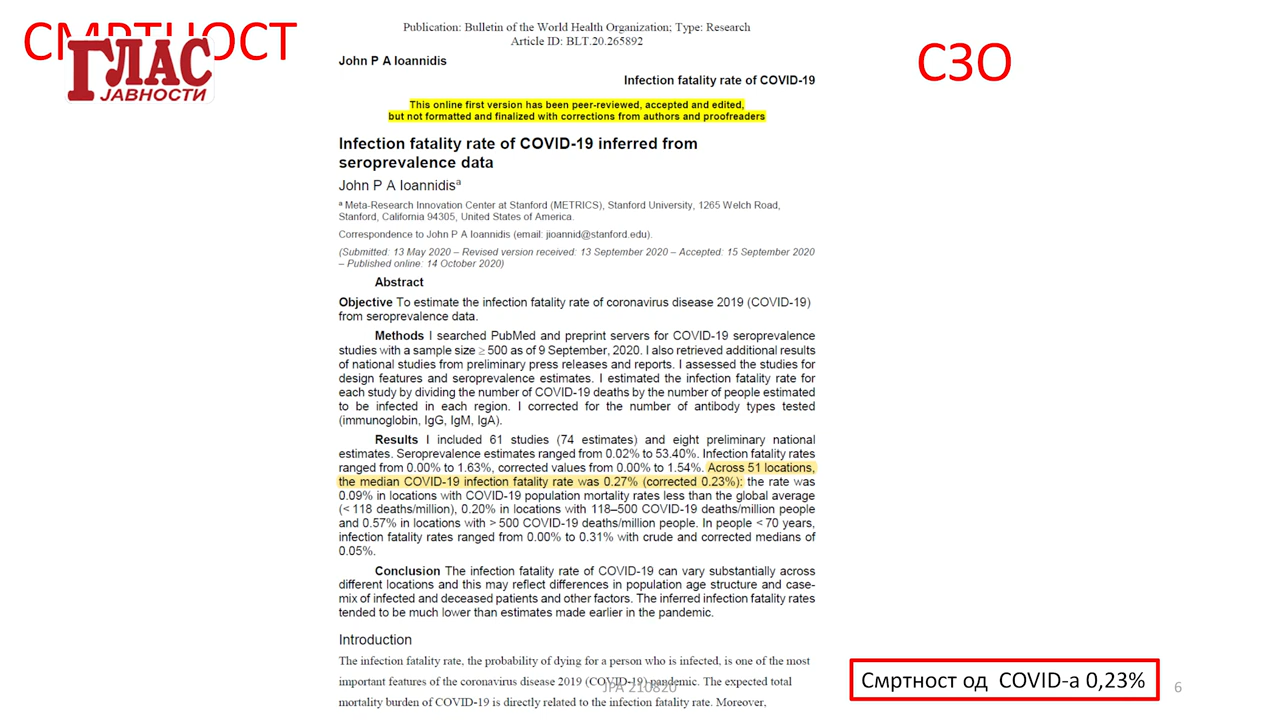 СМРТНОСТ
ГЛАС
ЈАВНОСТИ
СЗО
Publication: Bulletin of the World Health Organization; Type: Research
Article ID: BLT.20.265892
John P A Ioannidis
Infection fatality rate of COVID-19
This online first version has been peer-reviewed, accepted and edited,
but not formatted and finalized with corrections from authors and proofreaders
Infection fatality rate of COVID-19 inferred from
seroprevalence data
John P A Ioannidisª
ª Meta-Research Innovation Center at Stanford (METRICS), Stanford University, 1265 Welch Road,
Stanford, California 94305, United States of America.
Correspondence to John P A Ioannidis (email: jioannid@stanford.edu).
(Submitted: 13 May 2020 – Revised version received: 13 September 2020 – Accepted: 15 September 2020
– Published online: 14 October 2020)
Abstract
Objective To estimate the infection fatality rate of coronavirus disease 2019 (COVID-19)
from seroprevalence data.
Methods I searched PubMed and preprint servers for COVID-19 seroprevalence
studies with a sample size ≥ 500 as of 9 September, 2020. I also retrieved additional results
of national studies from preliminary press releases and reports. I assessed the studies for
design features and seroprevalence estimates. I estimated the infection fatality rate for
each study by dividing the number of COVID-19 deaths by the number of people estimated
to be infected in each region. I corrected for the number of antibody types tested
(immunoglobin, IgG, IgM, IgA).
Results I included 61 studies (74 estimates) and eight preliminary national
estimates. Seroprevalence estimates ranged from 0.02% to 53.40%. Infection fatality rates
ranged from 0.00% to 1.63%, corrected values from 0.00% to 1.54%. Across 51 locations,
the median COVID-19 infection fatality rate was 0.27% (corrected 0.23%): the rate was
0.09% in locations with COVID-19 population mortality rates less than the global average
(< 118 deaths/million), 0.20% in locations with 118–500 COVID-19 deaths/million people
and 0.57% in locations with > 500 COVID-19 deaths/million people. In people < 70 years,
infection fatality rates ranged from 0.00% to 0.31% with crude and corrected medians of
0.05%.
Conclusion The infection fatality rate of COVID-19 can vary substantially across
different locations and this may reflect differences in population age structure and case-
mix of infected and deceased patients and other factors. The inferred infection fatality rates
tended to be much lower than estimates made earlier in the pandemic.
Introduction
The infection fatality rate, the probability of dying for a person who is infected, is one of the most
important features of the coronavirus disease 2019 (COVID-19) pandemic. The expected total
mortality burden of COVID-19 is directly related to the infection fatality rate. Moreover,
JPA 210820
Смртност од COVID-а 0,23%
6